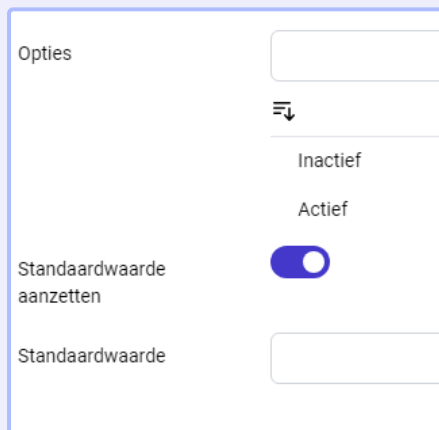 Opties
Inactief
Actief
Standaardwaarde
aanzetten
Standaardwaarde